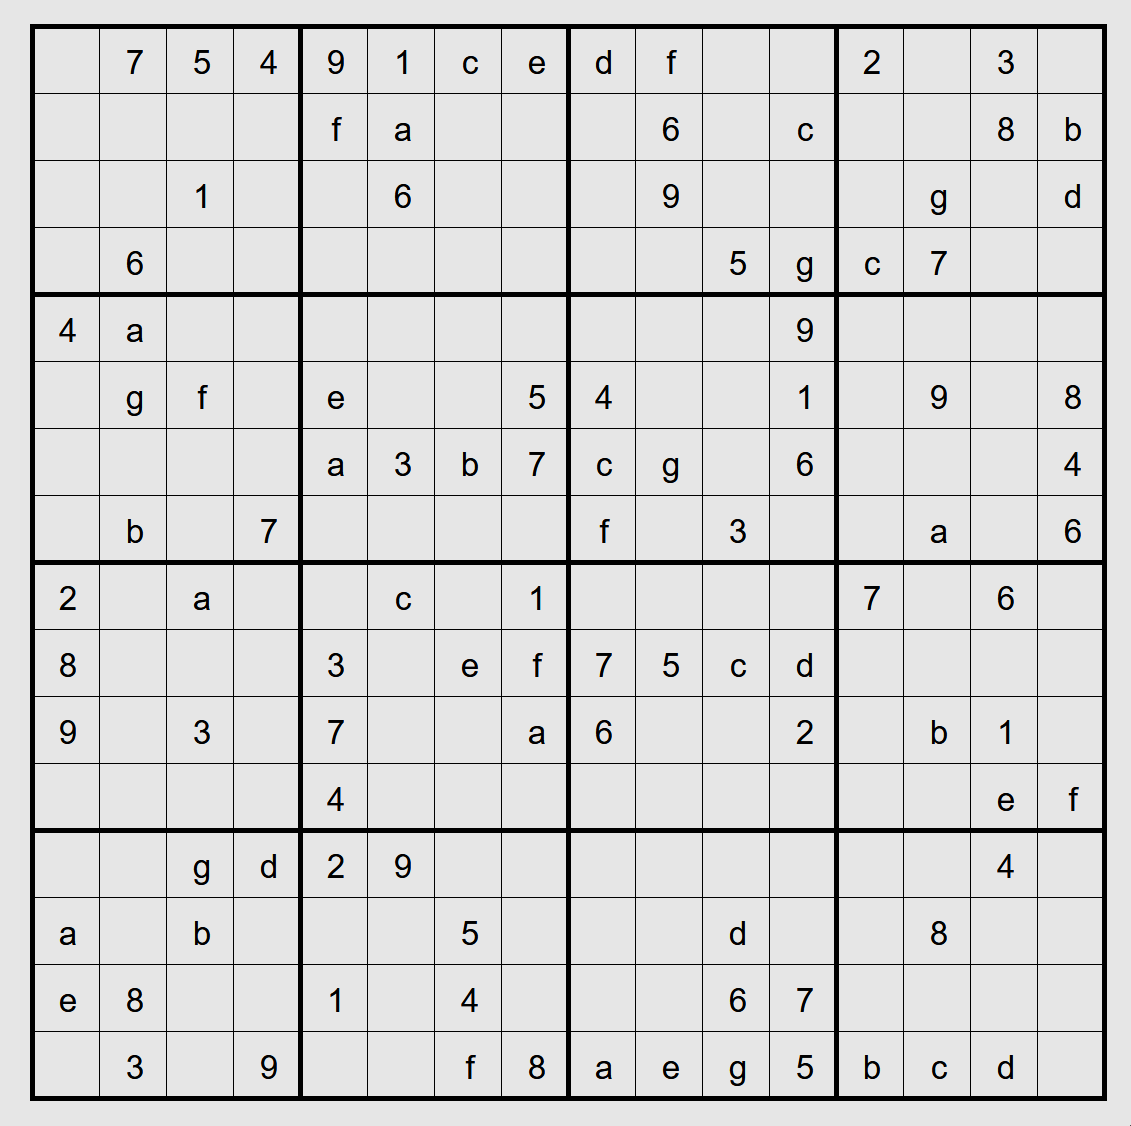 7 5 4 9 1 c e d f 2 3
f a 6 c 8 b
1 6 9 g d
6 5 g c 7
4 a 9
g f e 5 4 1 9 8
a 3 b 7 c g 6 4
b 7 f 3 a 6
2 a c 1 7 6
8 3 e f 7 5 c d
9 3 7 a 6 2 b 1
4 e f
g d 2 9 4
a b 5 d 8
e 8 1 4 6 7
3 9 f 8 a e g 5 b c d